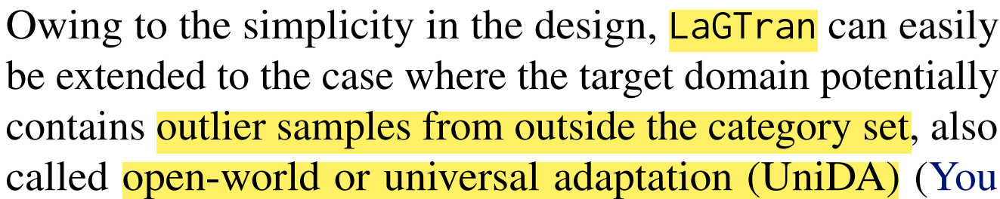 Owing to the simplicity in the design, LaGTran can easily
be extended to the case where the target domain potentially
contains outlier samples from outside the category set, also
called open-world or universal adaptation (UniDA) (You